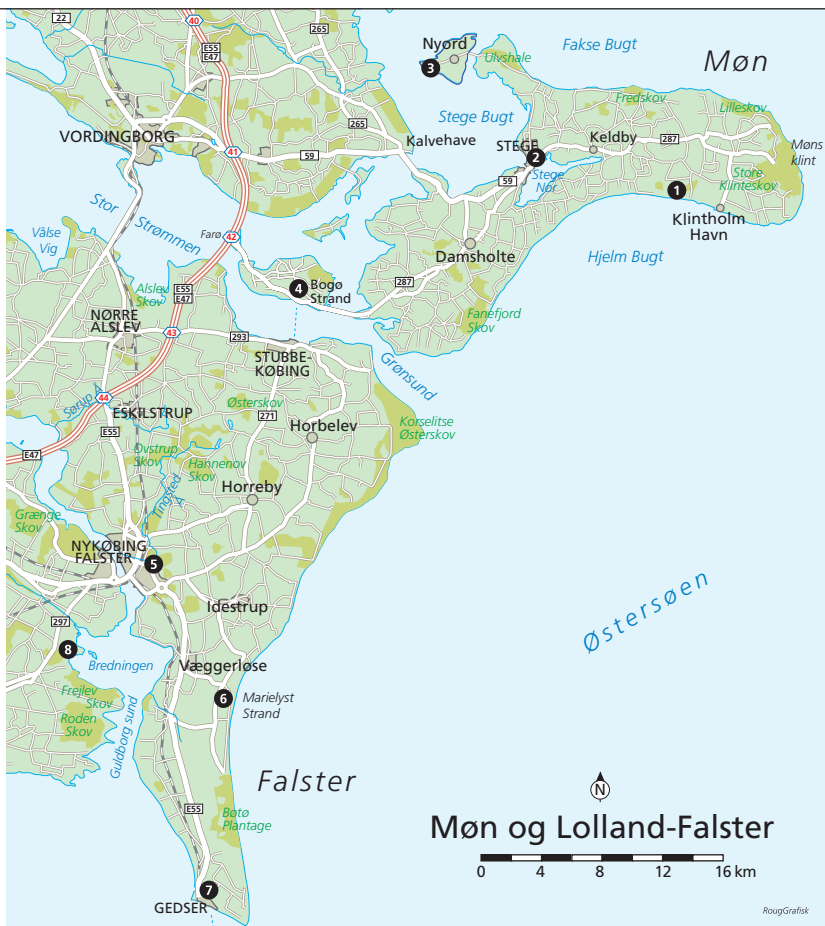 22
40
265
E55
E47
Nyord
3
Ulvshale
Fakse Bugt
Møn
Stege Bugt
Fredskov
Lilleskov
265
VORDINGBORG
Kalvehave
STEGE
2
Keldby
287
Møns
klint
41
59
59
Stege
Nor
1
Store
Klinteskov
Klintholm
Havn
Stor
Strømmen
Farø
42
Vålse
Vig
Damsholte
Hjelm Bugt
Alslev
Skov
E55
E47
4
Bogø
Strand
287
NØRRE
ALSLEV
43
293
Fanefjord
Skov
STUBBE-
KØBING
Grønsund
Sørup Å
44
ESKILSTRUP
Østerskov
271
Horbelev
Korselitse
Østerskov
E47
E55
Ovstrup
Skov
Hannenov
Skov
Tingsted
Å
Horreby
Grænge
Skov
NYKØBING
FALSTER
5
Idestrup
Østersøen
297
8
Bredningen
Væggerløse
6
Marielyst
Strand
Frejlev
Skov
Roden
Skov
Guldborg sund
Falster
E55
Bøtø
Plantage
N
Møn og Lolland-Falster
0 4 8 12 16 km
7
GEDSER
RougGrafisk